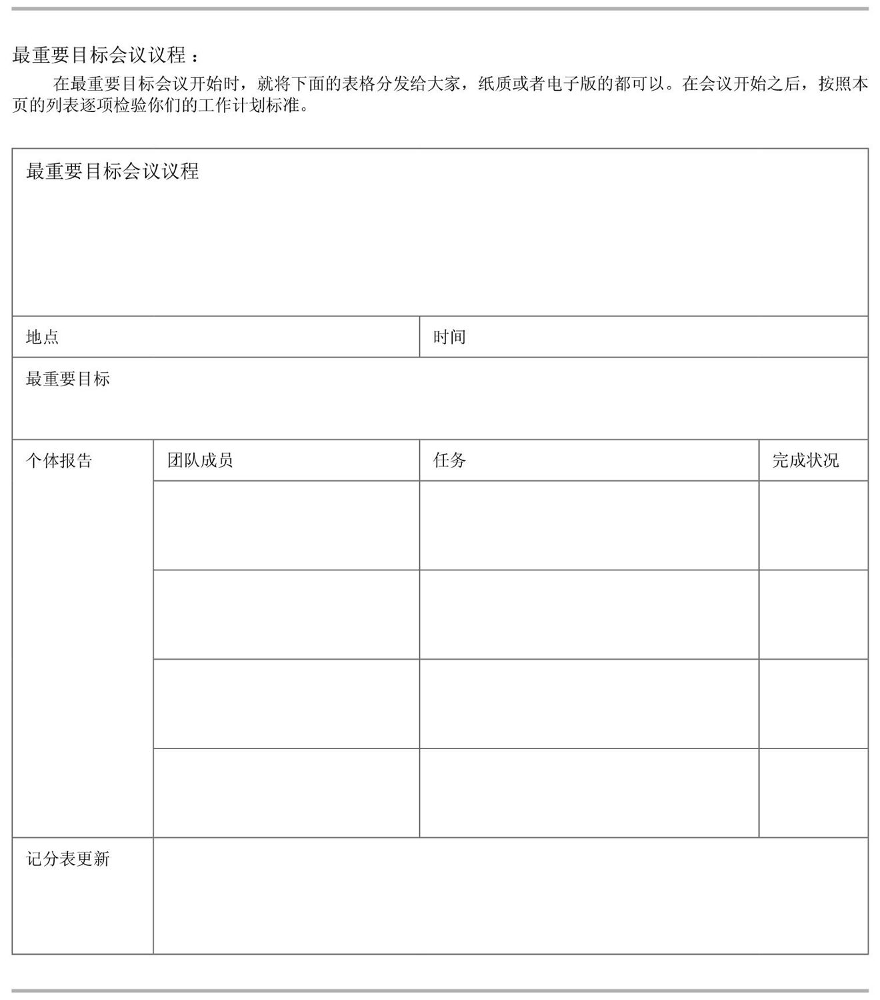 最重要目标会议议程：
在最重要目标会议开始时，就将下面的表格分发给大家，纸质或者电子版的都可以。在会议开始之后，按照本
页的列表逐项检验你们的工作计划标准。
最重要目标会议议程
地点 时间
最重要目标
个体报告 团队成员 任务 完成状况
记分表更新